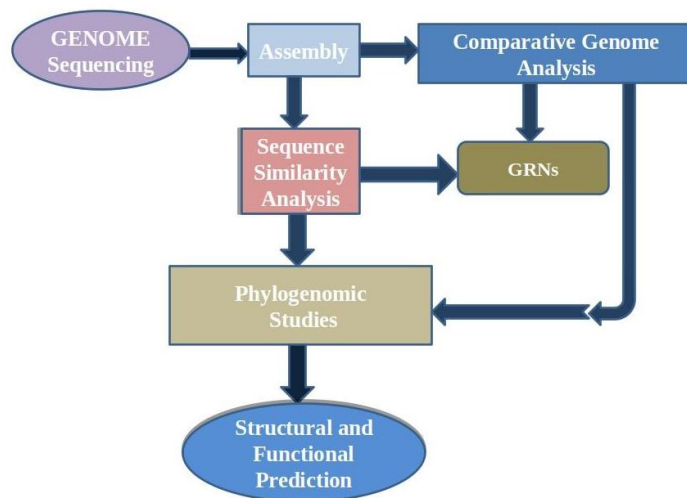 GENOME
Sequencing
Assembly
Comparative Genome
Analysis
Sequence
Similarity
Analysis
GRNs
Phylogenomic
Studies
Structural and
Functional
Prediction